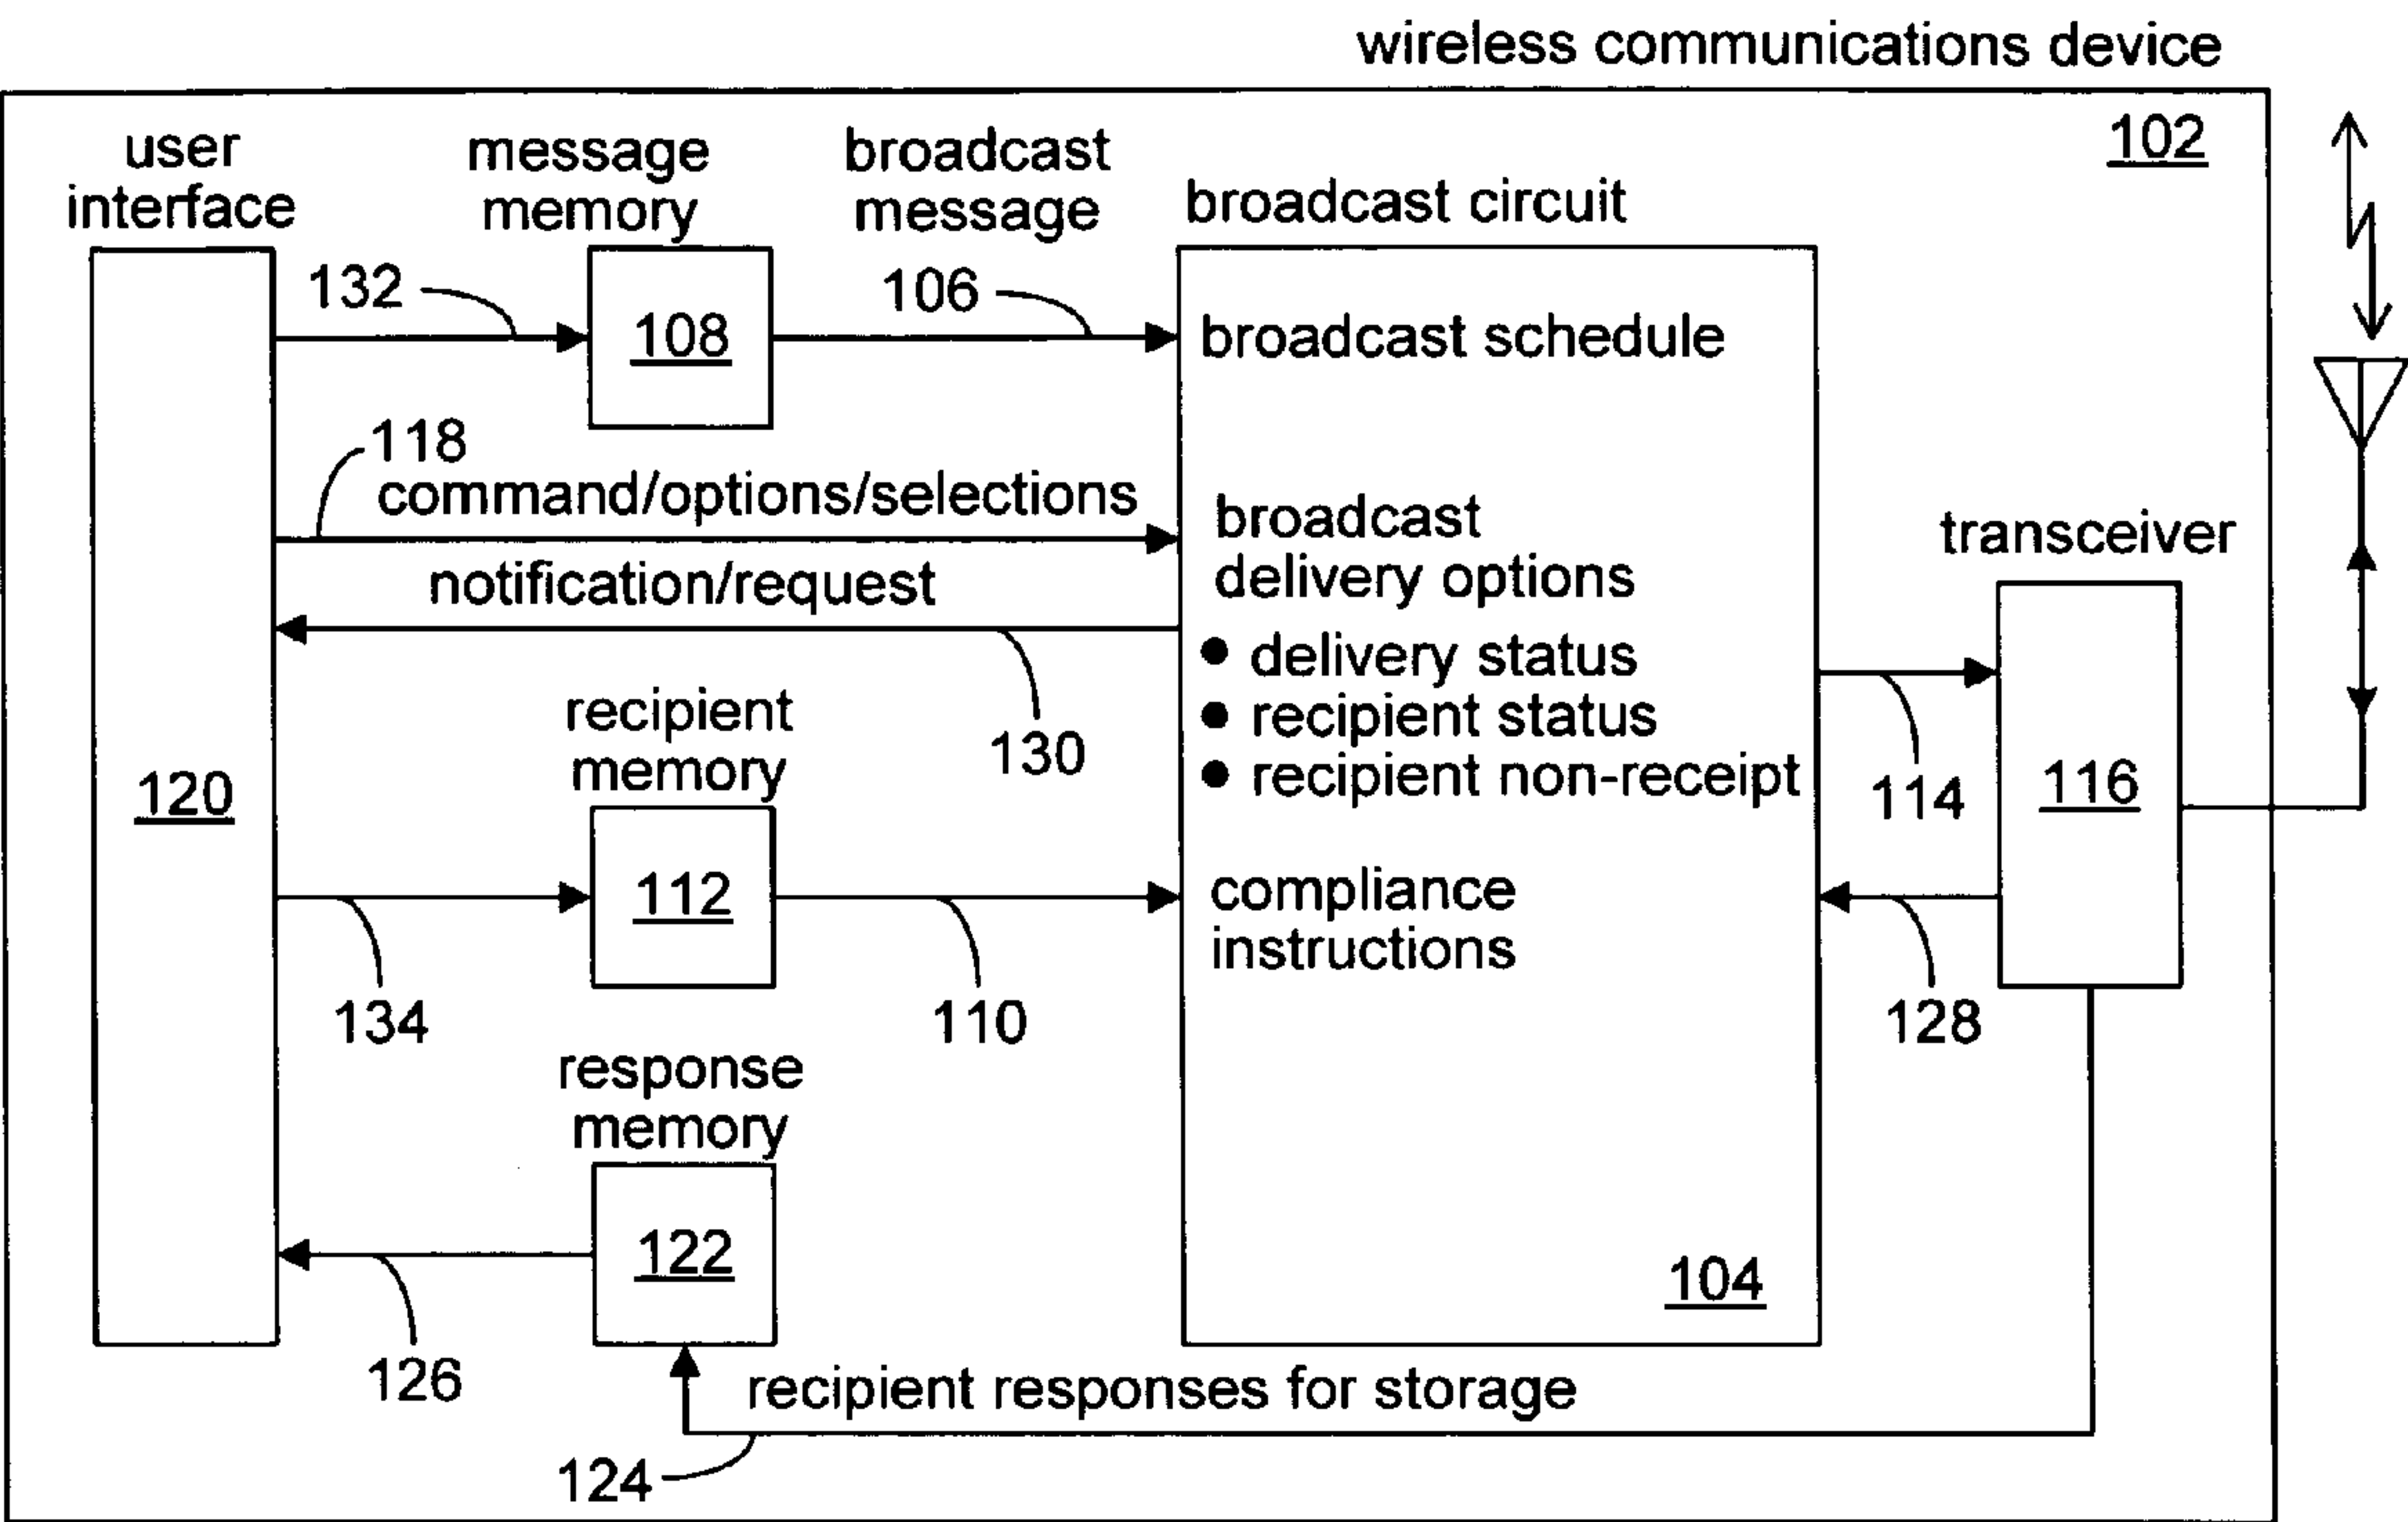 wireless communications device
102
user
interface
message
memory
broadcast
message
broadcast circuit
132
108
106
broadcast schedule
118
command/options/selections
notification/request
130
broadcast
delivery options
• delivery status
• recipient status
• recipient non-receipt
transceiver
114
116
120
recipient
memory
112
134
110
compliance
instructions
128
response
memory
122
126
104
recipient responses for storage
124